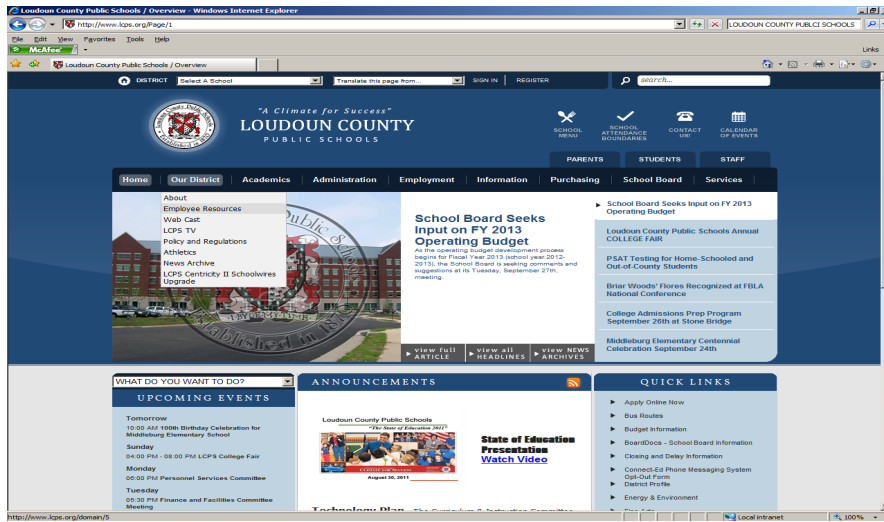 Loudoun County Public Schools / Overview - Windows Internet Explorer
http://www.lcps.org/Page/1
LOUDOUN COUNTY PUBLCI SCHOOLS
File Edit View Favorites Tools Help
McAfee
Links
Loudoun County Public Schools / Overview
DISTRICT Select A School Translate this page from... SIGN IN REGISTER search...
"A Climate for Success"
LOUDOUN COUNTY
PUBLIC SCHOOLS
SCHOOL MENU
SCHOOL ATTENDANCE BOUNDARIES
CONTACT US!
CALENDAR OF EVENTS
PARENTS STUDENTS STAFF
Home Our District Academics Administration Employment Information Purchasing School Board Services
About
Employee Resources
Web Cast
LCPS TV
Policy and Regulations
Athletics
News Archive
LCPS Centricity II Schoolwires
Upgrade
School Board Seeks
Input on FY 2013
Operating Budget
As the operating budget development process
begins for Fiscal Year 2013 (school year 2012-
2013), the School Board is seeking comments and
suggestions at its Tuesday, September 27th,
meeting.
view full ARTICLE
view all HEADLINES
view NEWS ARCHIVES
School Board Seeks Input on FY 2013
Operating Budget
Loudoun County Public Schools Annual
COLLEGE FAIR
PSAT Testing for Home-Schooled and
Out-of-County Students
Briar Woods' Flores Recognized at FBLA
National Conference
College Admissions Prep Program
September 26th at Stone Bridge
Middleburg Elementary Centennial
Celebration September 24th
WHAT DO YOU WANT TO DO?
UPCOMING EVENTS
Tomorrow
10:00 AM 100th Birthday Celebration for
Middleburg Elementary School
Sunday
04:00 PM - 08:00 PM LCPS College Fair
Monday
05:00 PM Personnel Services Committee
Tuesday
05:30 PM Finance and Facilities Committee
Meeting
ANNOUNCEMENTS
Loudoun County Public Schools
"The State of Education 2011"
August 30, 2011
State of Education
Presentation
Watch Video
Technology Plan
QUICK LINKS
Apply Online Now
Bus Routes
Budget Information
BoardDocs - School Board Information
Closing and Delay Information
Connect-Ed Phone Messaging System
Opt-Out Form
District Profile
Energy & Environment
http://www.lcps.org/domain/5
Local intranet
100%